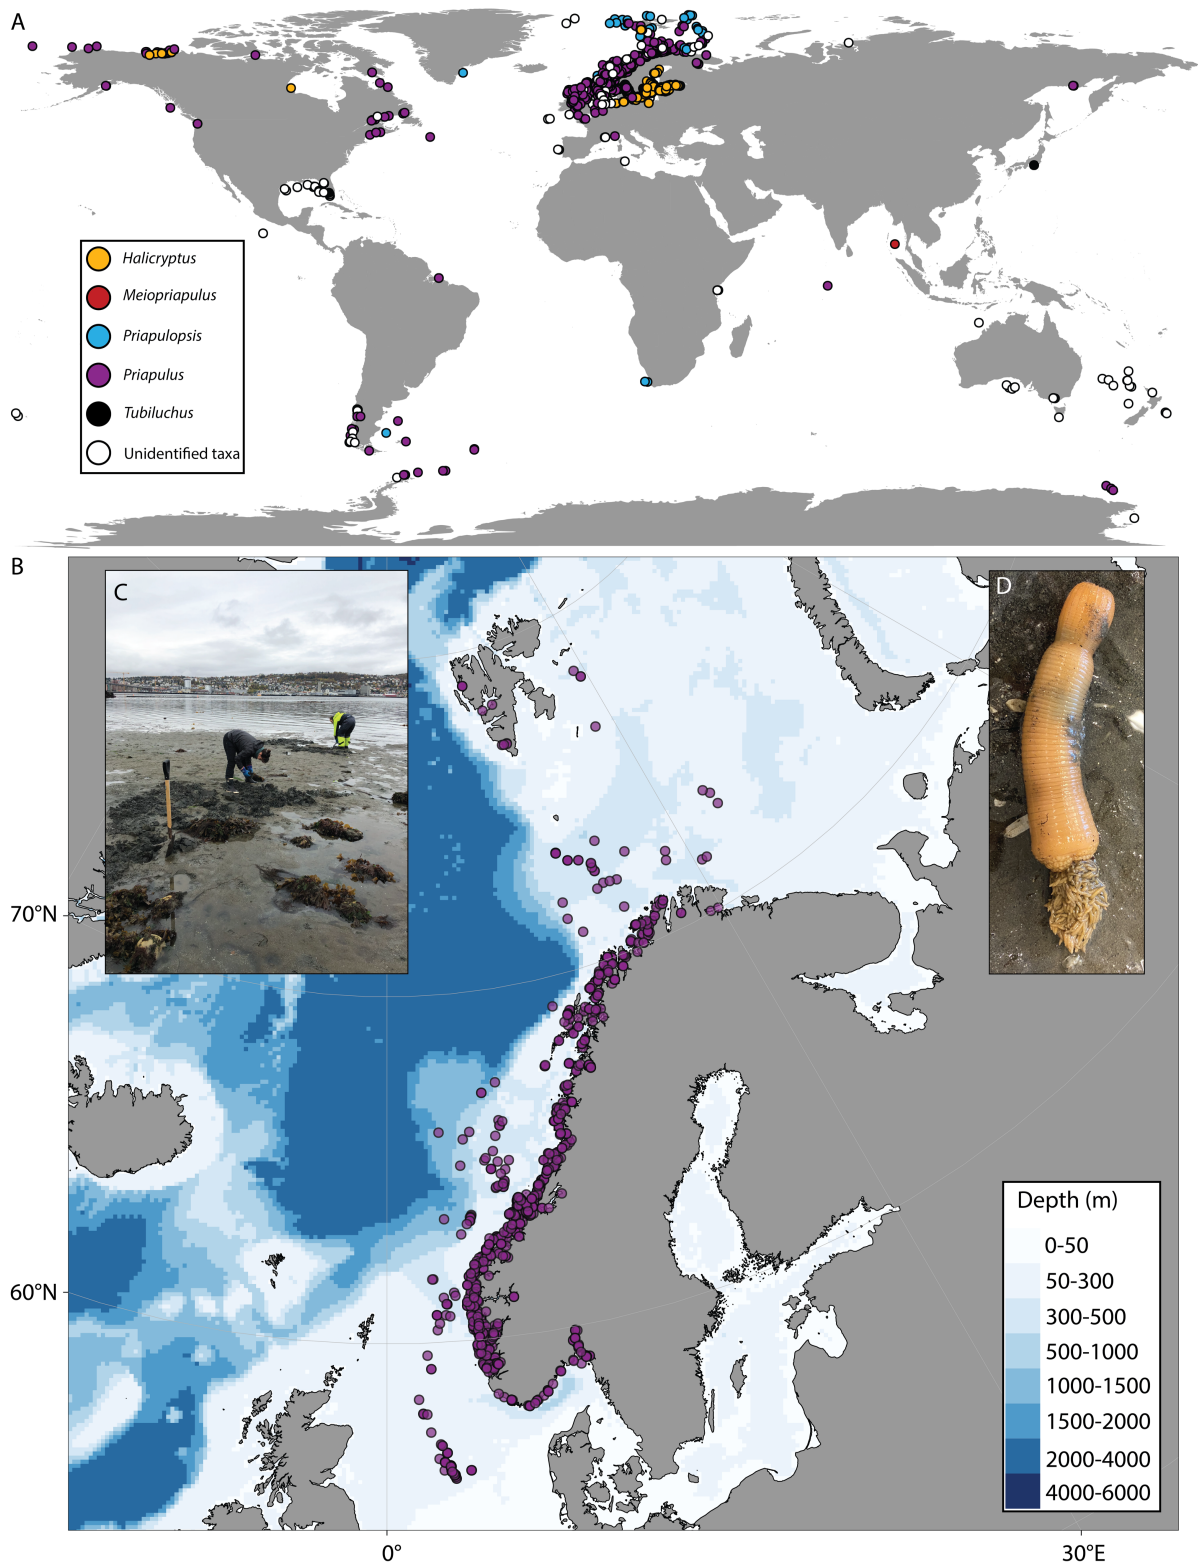 A
Halicryptus
Meiopriapulus
Priapulopsis
Priapulus
Tubiluchus
Unidentified taxa
B
C
D
70°N
60°N
Depth (m)
0-50
50-300
300-500
500-1000
1000-1500
1500-2000
2000-4000
4000-6000
0°
30°E